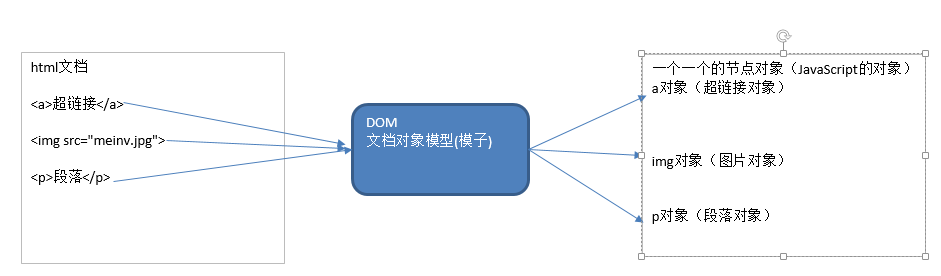 html文档
<a>超链接</a>
<img src="meinv.jpg">
<p>段落</p>
DOM
文档对象模型(模子)
一个一个的节点对象（JavaScript的对象）
a对象（超链接对象）
img对象（图片对象）
p对象（段落对象）